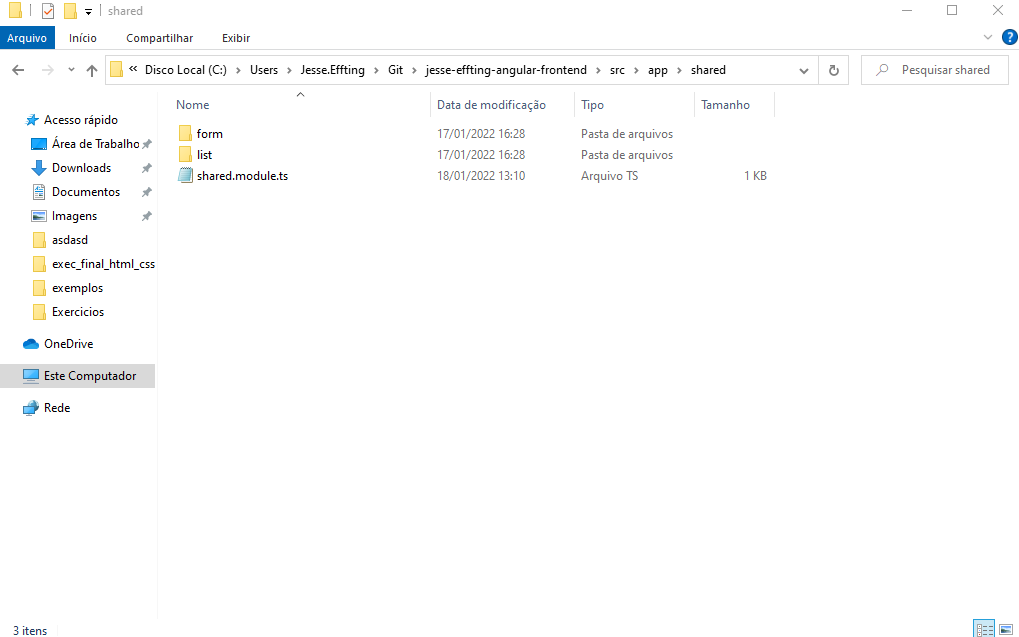 shared
Arquivo Início Compartilhar Exibir
« Disco Local (C:) › Users › Jesse.Effting › Git › jesse-effting-angular-frontend › src › app › shared
Pesquisar shared
Nome Data de modificação Tipo Tamanho
form 17/01/2022 16:28 Pasta de arquivos
list 17/01/2022 16:28 Pasta de arquivos
shared.module.ts 18/01/2022 13:10 Arquivo TS 1 KB
Acesso rápido
Área de Trabalho
Downloads
Documentos
Imagens
asdasd
exec_final_html_css
exemplos
Exercicios
OneDrive
Este Computador
Rede
3 itens